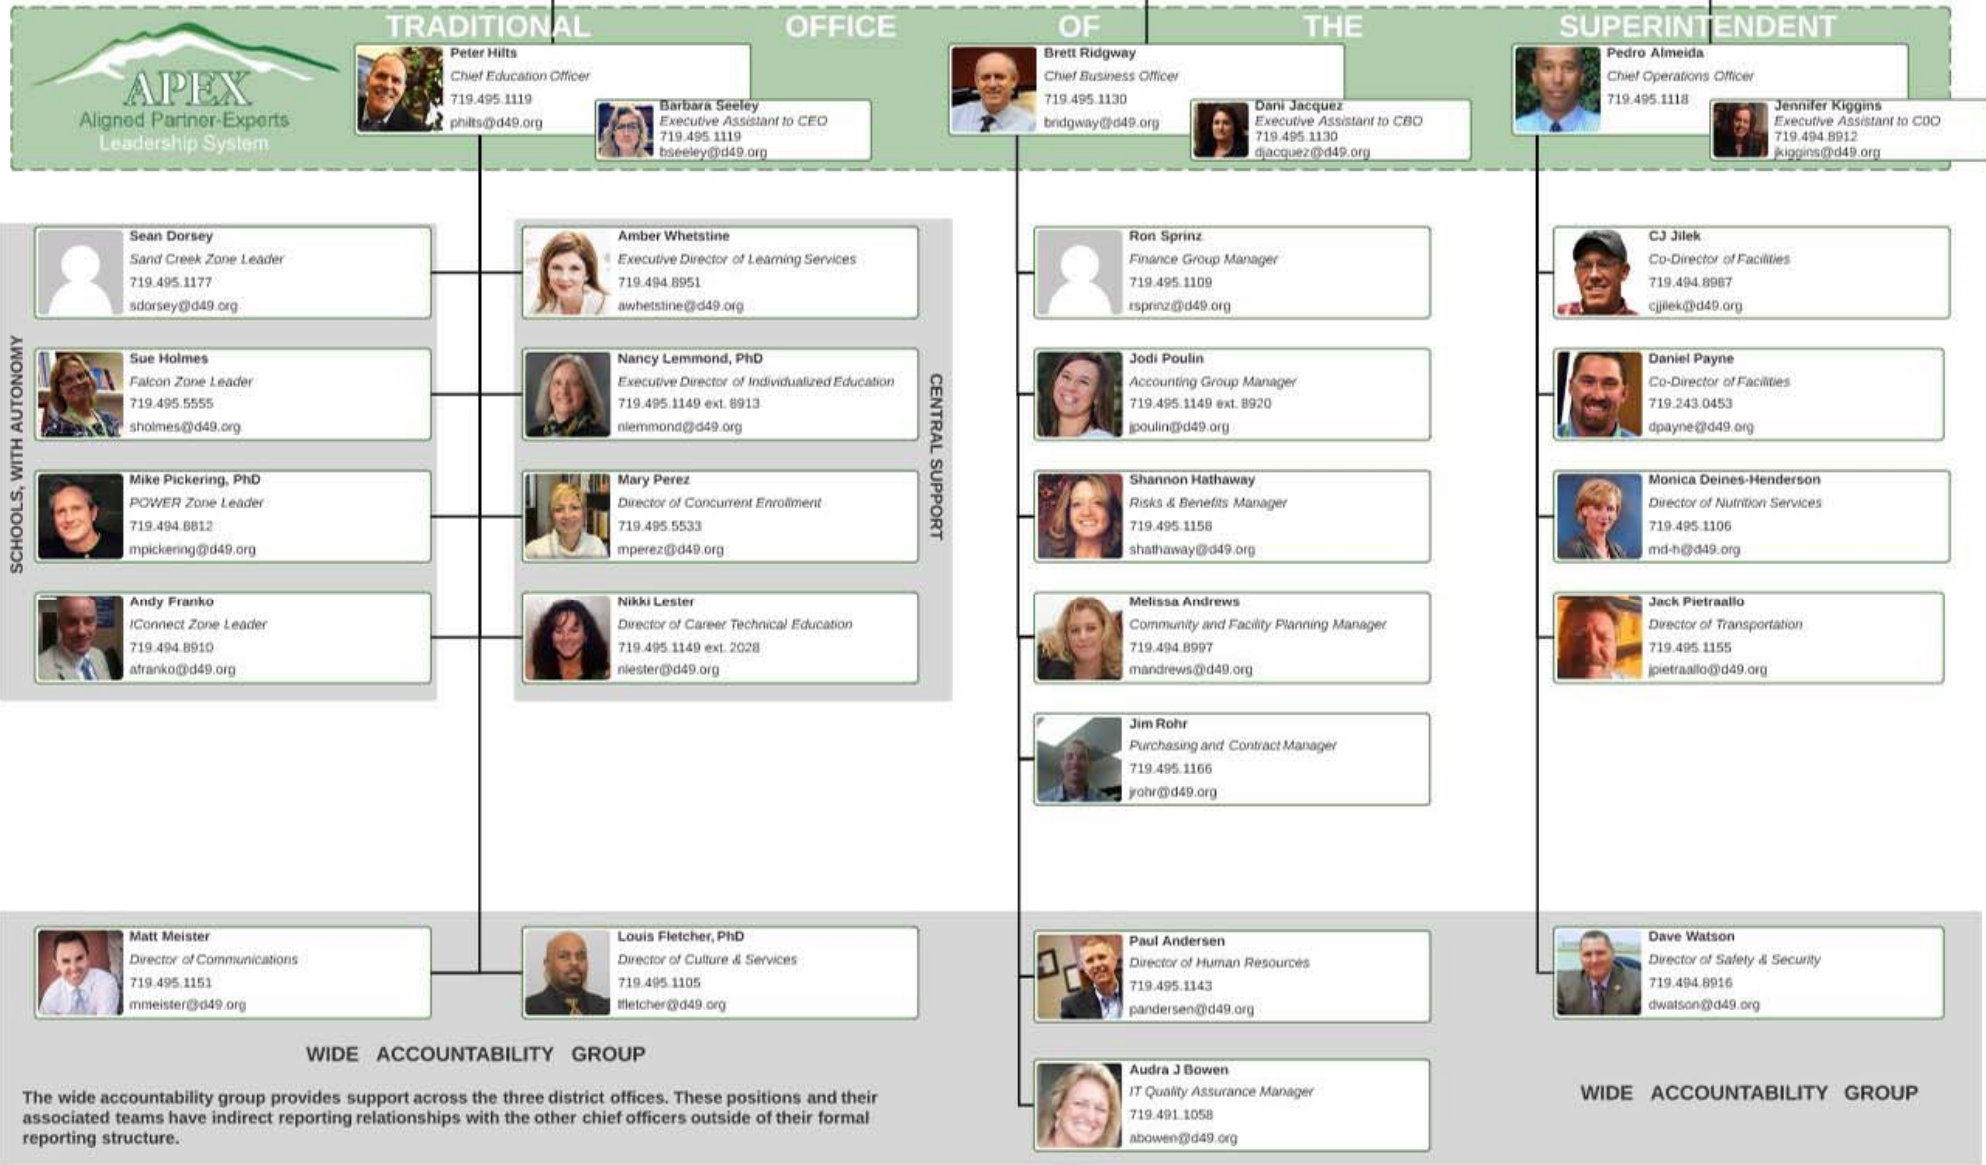 TRADITIONAL OFFICE OF THE SUPERINTENDENT
APEX
Aligned Partner-Experts
Leadership System
Peter Hilts
Chief Education Officer
719.495.1119
philts@d49.org
Barbara Seeley
Executive Assistant to CEO
719.495.1119
bseeley@d49.org
Brett Ridgway
Chief Business Officer
719.495.1130
bridgway@d49.org
Dani Jacquez
Executive Assistant to CBO
719.495.1130
djacquez@d49.org
Pedro Almeida
Chief Operations Officer
719.495.1118
Jennifer Kiggins
Executive Assistant to C0O
719.494.8912
jkiggins@d49.org
SCHOOLS, WITH AUTONOMY
Sean Dorsey
Sand Creek Zone Leader
719.495.1177
sdorsey@d49.org
Sue Holmes
Falcon Zone Leader
719.495.5555
sholmes@d49.org
Mike Pickering, PhD
POWER Zone Leader
719.494.8812
mpickering@d49.org
Andy Franko
IConnect Zone Leader
719.494.8910
afranko@d49.org
CENTRAL SUPPORT
Amber Whetstine
Executive Director of Learning Services
719.494.8951
awhetstine@d49.org
Nancy Lemmond, PhD
Executive Director of Individualized Education
719.495.1149 ext. 8913
nlemmond@d49.org
Mary Perez
Director of Concurrent Enrollment
719.495.5533
mperez@d49.org
Nikki Lester
Director of Career Technical Education
719.495.1149 ext. 2028
nlester@d49.org
Ron Sprinz
Finance Group Manager
719.495.1109
rsprinz@d49.org
Jodi Poulin
Accounting Group Manager
719.495.1149 ext. 8920
jpoulin@d49.org
Shannon Hathaway
Risks & Benefits Manager
719.495.1158
shathaway@d49.org
Melissa Andrews
Community and Facility Planning Manager
719.494.8997
mandrews@d49.org
Jim Rohr
Purchasing and Contract Manager
719.495.1166
jrohr@d49.org
CJ Jilek
Co-Director of Facilities
719.494.8987
cjjilek@d49.org
Daniel Payne
Co-Director of Facilities
719.243.0453
dpayne@d49.org
Monica Deines-Henderson
Director of Nutrition Services
719.495.1106
md-h@d49.org
Jack Pietraallo
Director of Transportation
719.495.1155
jpietraallo@d49.org
Matt Meister
Director of Communications
719.495.1151
mmeister@d49.org
Louis Fletcher, PhD
Director of Culture & Services
719.495.1105
lfletcher@d49.org
Paul Andersen
Director of Human Resources
719.495.1143
pandersen@d49.org
Audra J Bowen
IT Quality Assurance Manager
719.491.1058
abowen@d49.org
Dave Watson
Director of Safety & Security
719.494.8916
dwatson@d49.org
WIDE ACCOUNTABILITY GROUP
The wide accountability group provides support across the three district offices. These positions and their
associated teams have indirect reporting relationships with the other chief officers outside of their formal
reporting structure.
WIDE ACCOUNTABILITY GROUP